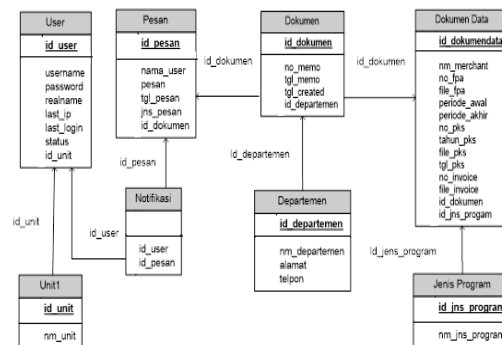 User
id_user
username
password
realname
last_ip
last_login
status
id_unit
Pesan
id_pesan
nama_user
pesan
tgl_pesan
jns_pesan
id_dokumen
id_dokumen
Dokumen
id_dokumen
no_memo
tgl_memo
tgl_created
id_departemen
id_dokumen
Dokumen Data
id_dokumendata
nm_merchant
no_fpa
file_fpa
periode_awal
periode_akhir
no_pks
tahun_pks
file_pks
tgl_pks
no_invoice
file_invoice
id_dokumen
id_jns_progam
id_unit
id_user
id_pesan
Id_departemen
Id_jens_program
Notifikasi
id_user
id_pesan
Departemen
id_departemen
nm_departemen
alamat
telpon
Unit1
id_unit
nm_unit
Jenis Program
id_jns_program
nm_jns_program